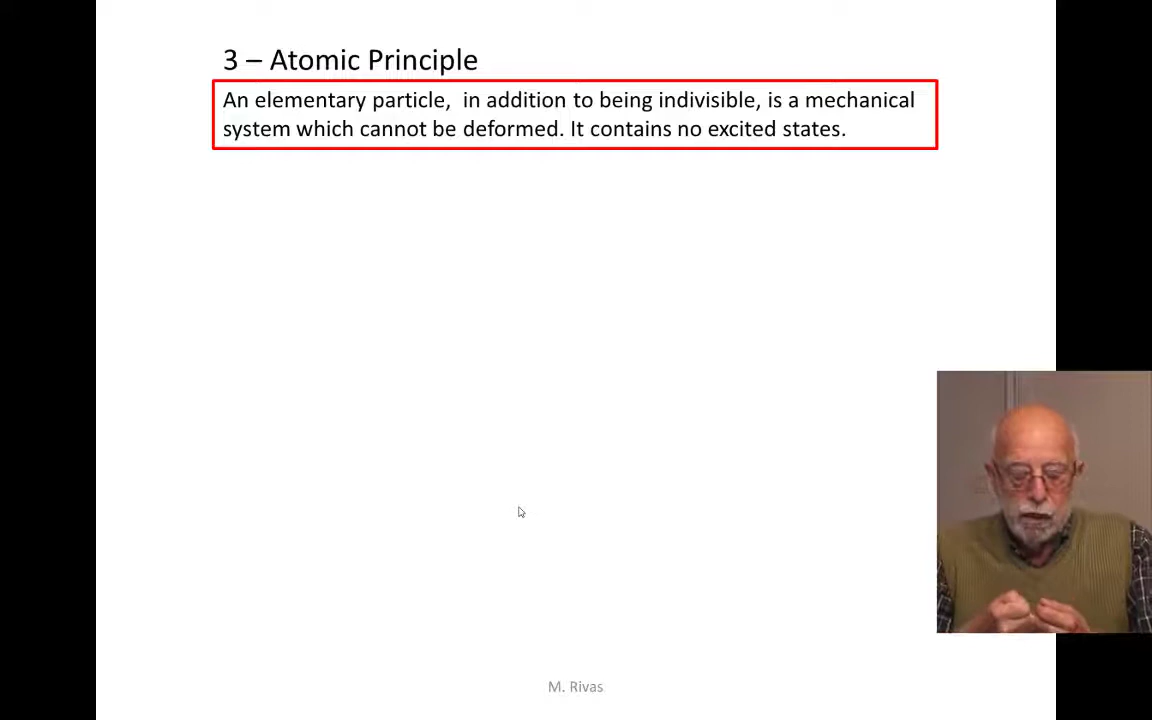 3 – Atomic Principle
An elementary particle, in addition to being indivisible, is a mechanical
system which cannot be deformed. It contains no excited states.
M. Rivas